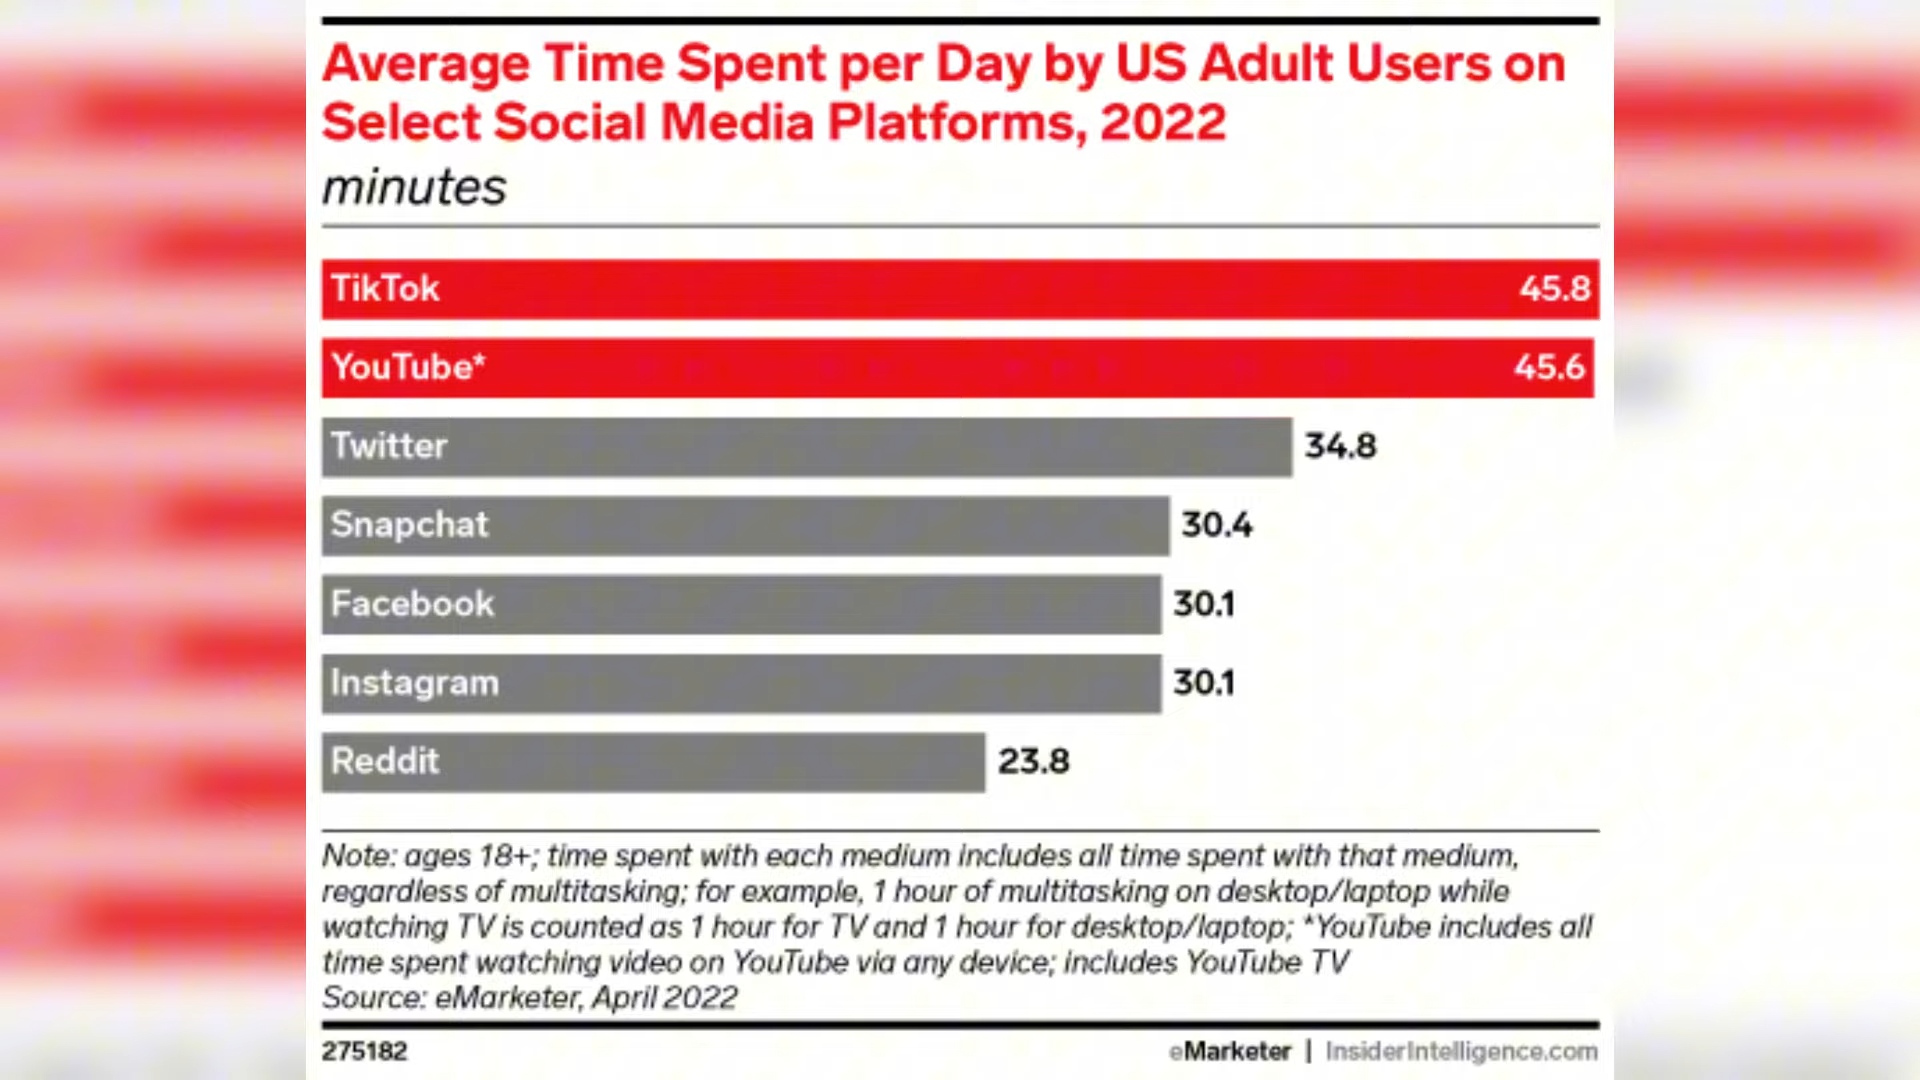 Average Time Spent per Day by US Adult Users on
Select Social Media Platforms, 2022
minutes
TikTok 45.8
YouTube* 45.6
Twitter 34.8
Snapchat 30.4
Facebook 30.1
Instagram 30.1
Reddit 23.8
Note: ages 18+; time spent with each medium includes all time spent with that medium,
regardless of multitasking; for example, 1 hour of multitasking on desktop/laptop while
watching TV is counted as 1 hour for TV and 1 hour for desktop/laptop; *YouTube includes all
time spent watching video on YouTube via any device; includes YouTube TV
Source: eMarketer, April 2022
275182 eMarketer | InsiderIntelligence.com